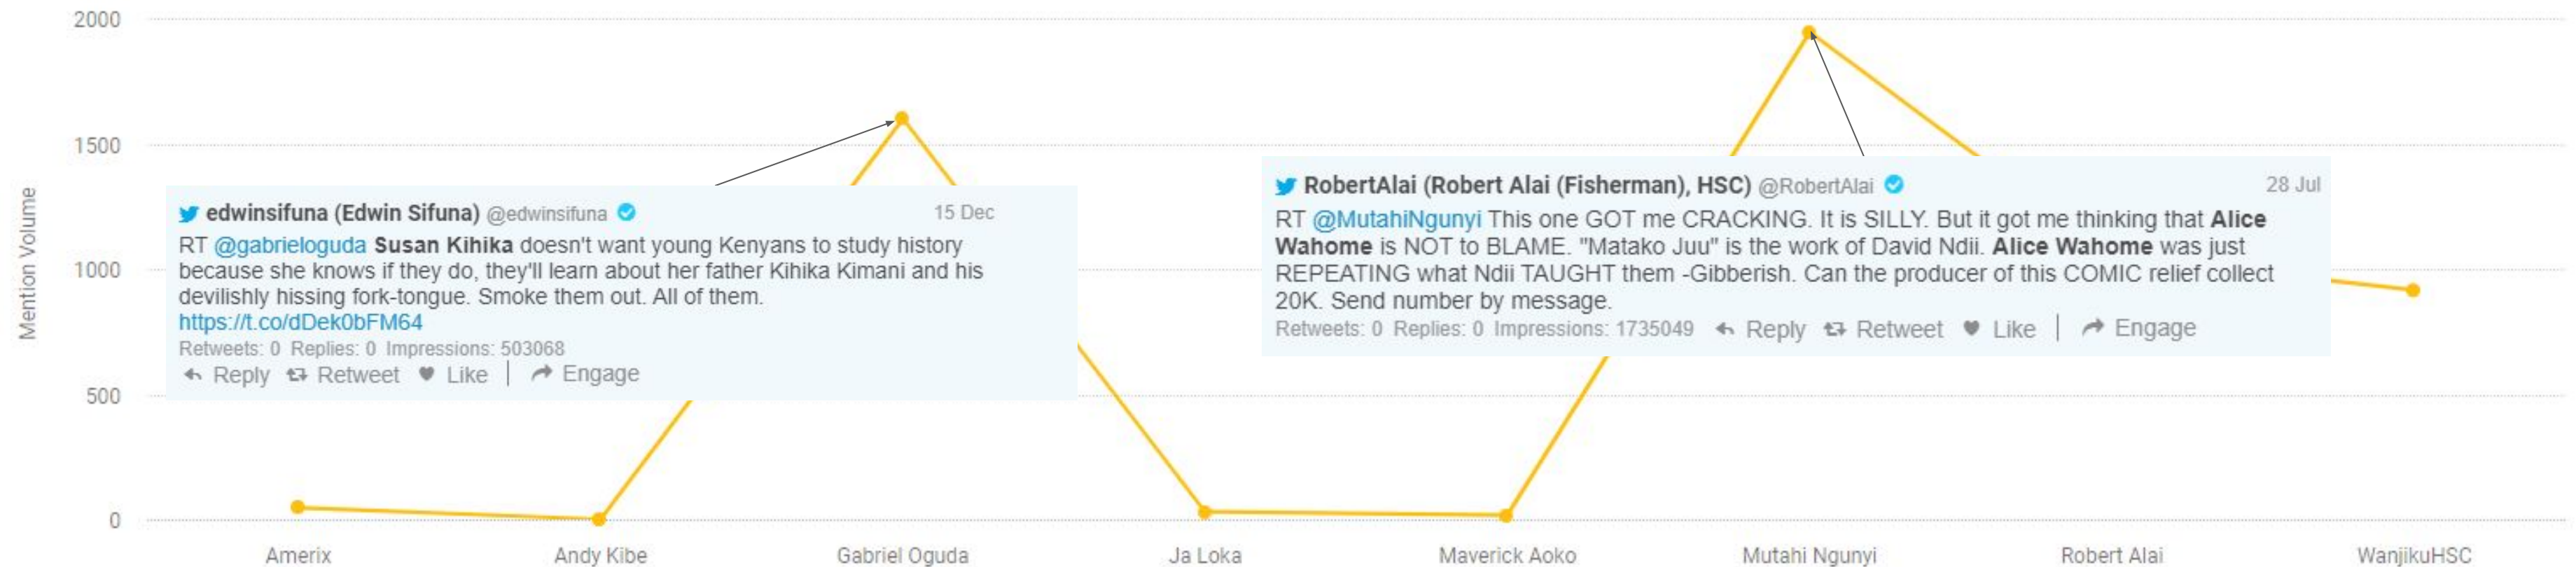 2000
1500
1000
500
0
Mention Volume
edwinsifuna (Edwin Sifuna) @edwinsifuna 15 Dec
RT @gabrieloguda Susan Kihika doesn't want young Kenyans to study history
because she knows if they do, they'll learn about her father Kihika Kimani and his
devilishly hissing fork-tongue. Smoke them out. All of them.
https://t.co/dDek0bFM64
Retweets: 0 Replies: 0 Impressions: 503068
Reply Retweet Like | Engage
RobertAlai (Robert Alai (Fisherman), HSC) @RobertAlai 28 Jul
RT @MutahiNgunyi This one GOT me CRACKING. It is SILLY. But it got me thinking that Alice
Wahome is NOT to BLAME. "Matako Juu" is the work of David Ndii. Alice Wahome was just
REPEATING what Ndii TAUGHT them -Gibberish. Can the producer of this COMIC relief collect
20K. Send number by message.
Retweets: 0 Replies: 0 Impressions: 1735049 Reply Retweet Like | Engage
Amerix Andy Kibe Gabriel Oguda Ja Loka Maverick Aoko Mutahi Ngunyi Robert Alai WanjikuHSC